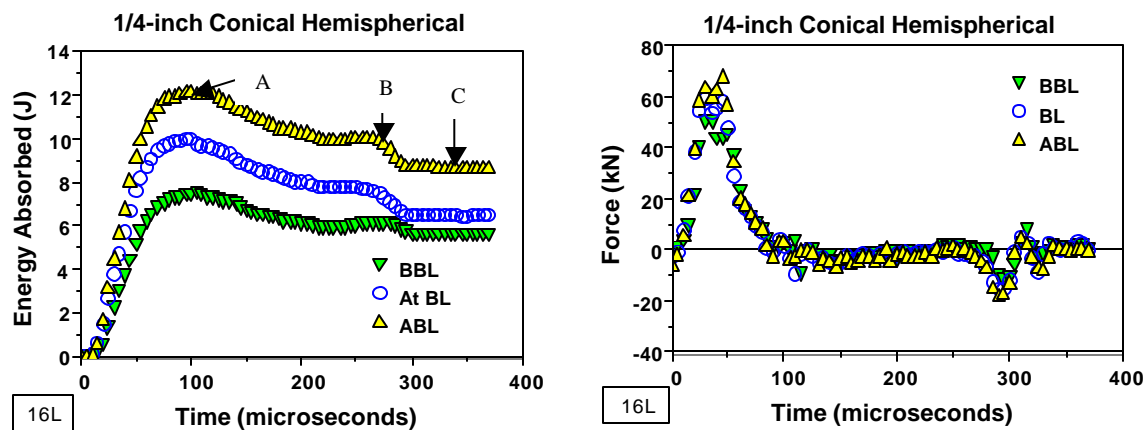 1/4-inch Conical Hemispherical
14
12
10
8
6
4
2
0
0
100
200
300
400
Energy Absorbed (J)
Time (microseconds)
A
B
C
BBL
At BL
ABL
16L
1/4-inch Conical Hemispherical
80
60
40
20
0
-20
-40
0
100
200
300
400
Force (kN)
Time (microseconds)
BBL
BL
ABL
16L